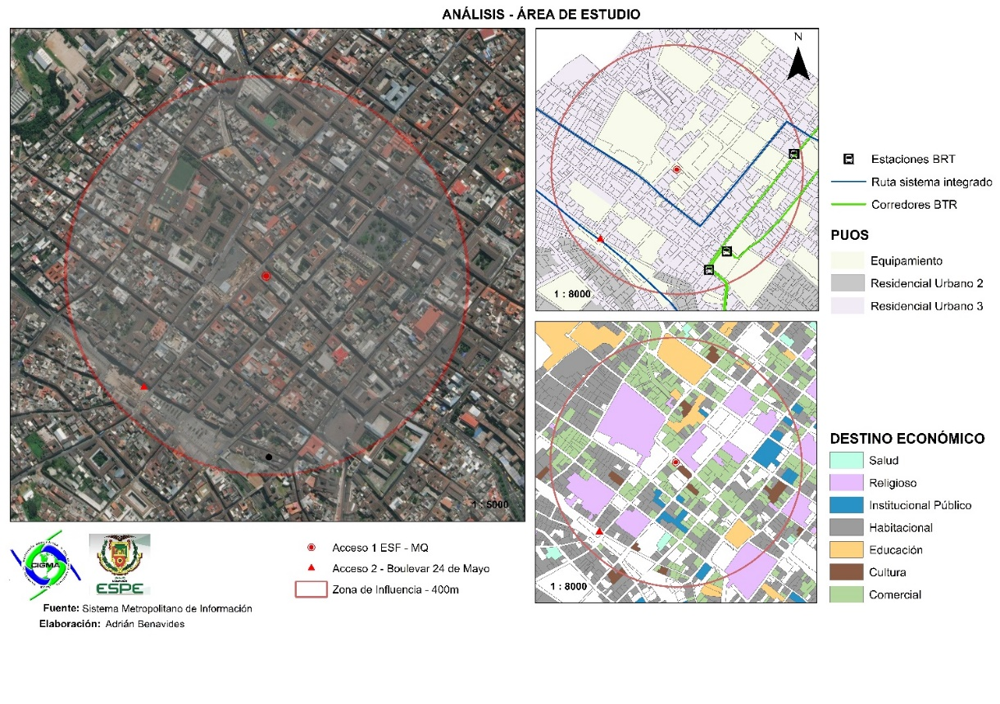 ANÁLISIS - ÁREA DE ESTUDIO
N
1 : 8000
1 : 5000
1 : 8000
Estaciones BRT
Ruta sistema integrado
Corredores BTR
PUOS
Equipamiento
Residencial Urbano 2
Residencial Urbano 3
DESTINO ECONÓMICO
Salud
Religioso
Institucional Público
Habitacional
Educación
Cultura
Comercial
CIGMA
ESPE
Acceso 1 ESF - MQ
Acceso 2 - Boulevar 24 de Mayo
Zona de Influencia - 400m
Fuente: Sistema Metropolitano de Información
Elaboración: Adrián Benavides